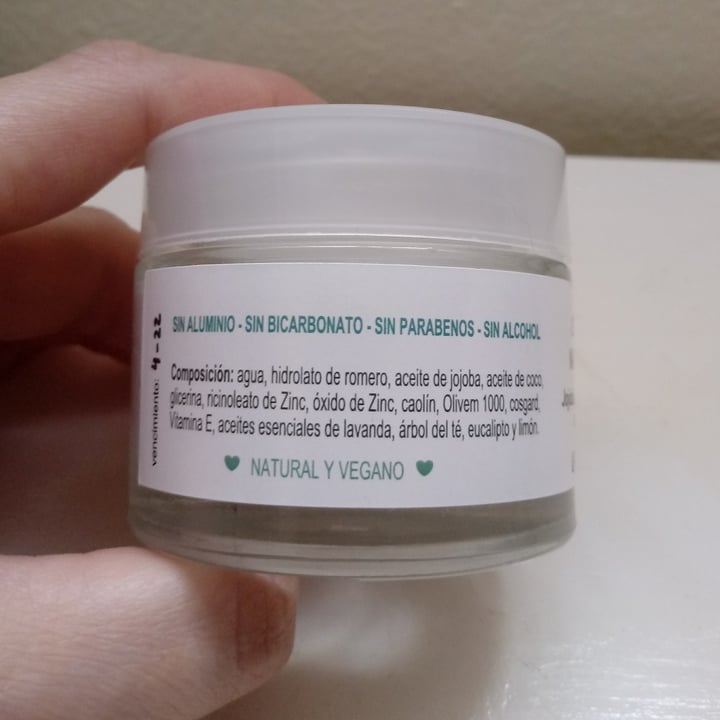 SIN ALUMINIO - SIN BICARBONATO - SIN PARABENOS - SIN ALCOHOL
Composición: agua, hidrolato de romero, aceite de jojoba, aceite de coco,
glicerina, ricinoleato de Zinc, óxido de Zinc, caolín, Olivem 1000, cosgard,
Vitamina E, aceites esenciales de lavanda, árbol del té, eucalipto y limón.
NATURAL Y VEGANO
vencimiento: 4-22